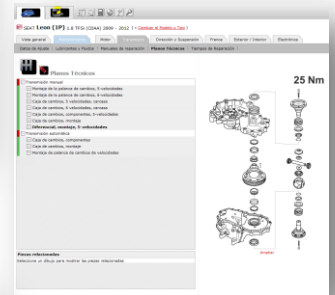 SEAT Leon [1P] 1.8 TFSI [CDAA] 2009 - 2012 ( • Cambiar el Modelo o Tipo )
Vista general
Motor
Dirección y Suspensión
Frenos
Exterior / Interior
Electrónica
Datos de Ajuste | Lubricantes y fluidos | Manuales de reparación | Planos Técnicos | Tiempos de Reparación |
Planos Técnicos
25 Nm
Transmisión manual
Montaje de la palanca de cambios, 5 velocidades
Montaje de la palanca de cambios, 6 velocidades
Caja de cambios, 5 velocidades, carcasa
Caja de cambios, 6 velocidades, carcasa
Caja de cambios, componentes, 5 velocidades
Caja de cambios, montaje
Diferencial, montaje, 5 velocidades
Transmisión automática
Caja de cambios, componentes
Caja de cambios, montaje
Montaje de palanca de cambios de velocidades
Ampliar
Piezas relacionadas
Seleccione un dibujo para mostrar las piezas relacionadas